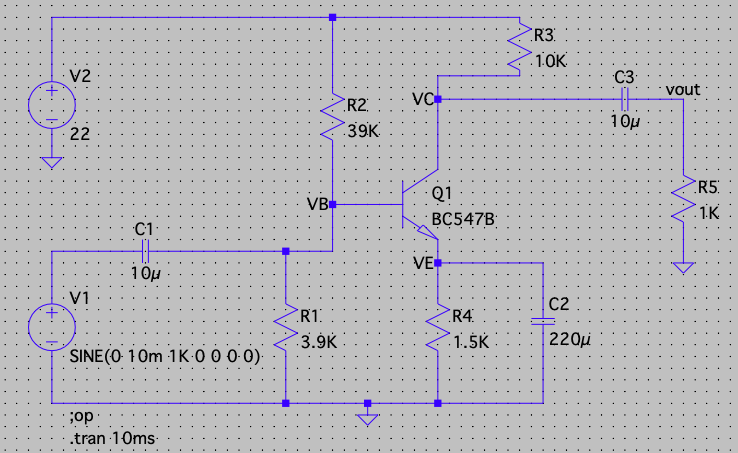 R3
10K
V2
22
R2
39K
VC
C3
10µ
vout
R5
1K
VB
Q1
BC547B
C1
10µ
VE
V1
SINE(0 10m 1K 0 0 0 0)
R1
3.9K
R4
1.5K
C2
220µ
;op
.tran 10ms